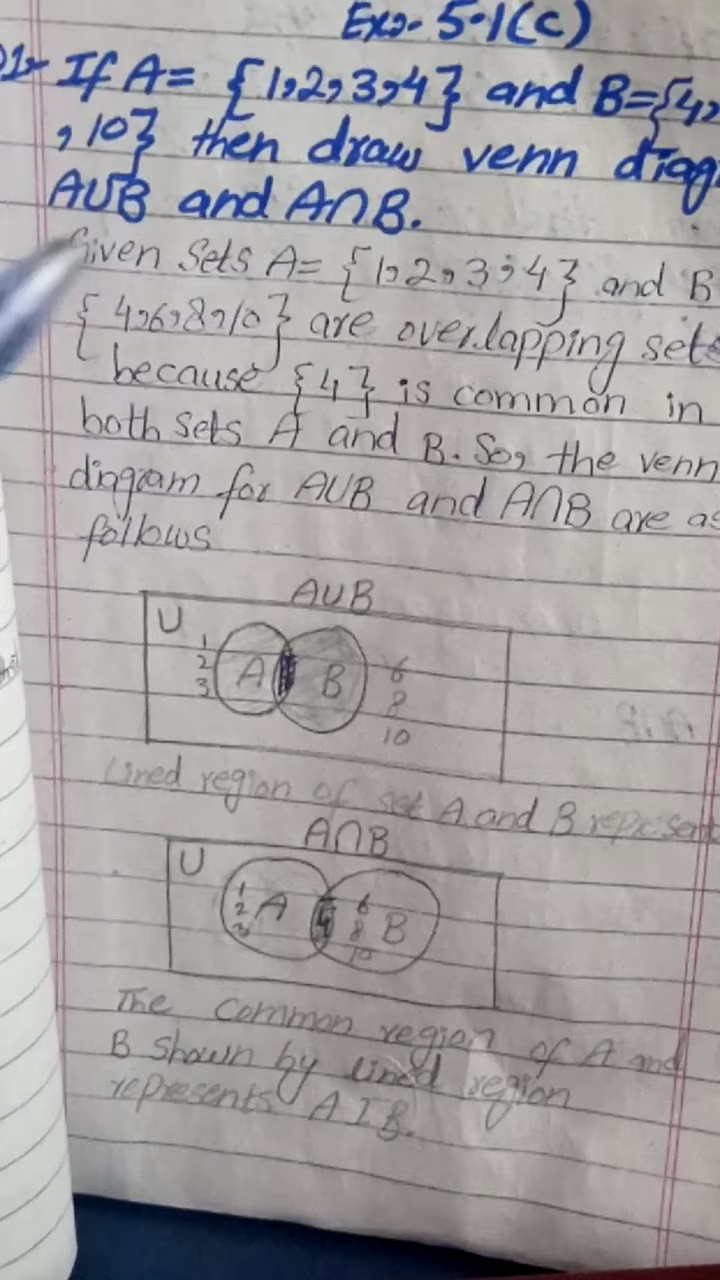 Ex:- 5.1(C)
Q1:- If A= {1,2,3,4} and B={4,
,10} then draw venn diag
AUB and A∩B.
Given Sets A= {1,2,3,4} and B
{4,6,8,10} are overlapping sets
because {4} is common in
both sets A and B. So, the venn
diagram for AUB and A∩B are as
follows
AUB
U
1
2
3
A
B
6
8
10
Lined region of set A and B represent
A∩B
U
1
2
3
A
4
6
8
10
B
The common region of A and
B shown by lined region
represents A I B.